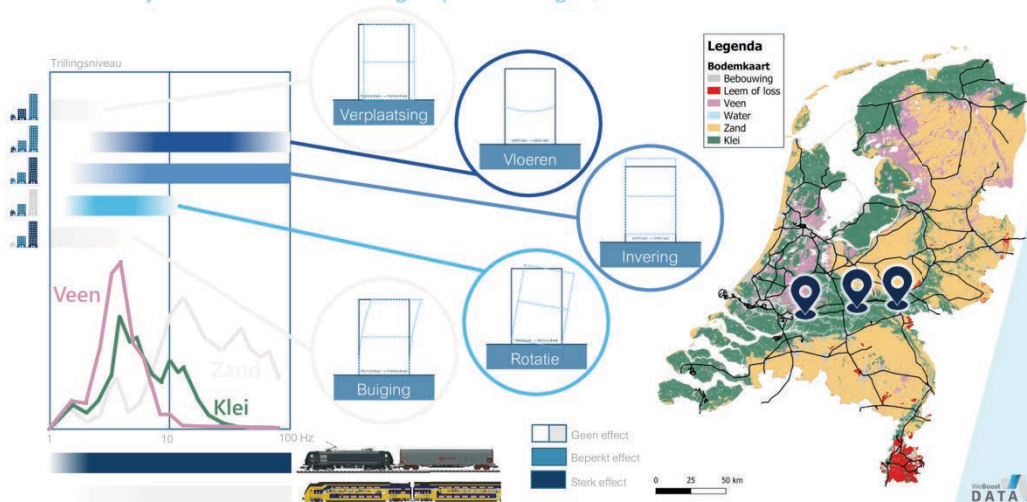 Trillingsniveau
Verplaatsing
Vloeren
Invering
Rotatie
Buiging
Veen
Zand
Klei
1
10
100 Hz
Geen effect
Beperkt effect
Sterk effect
Legenda
Bodemkaart
Bebouwing
Leem of loss
Veen
Water
Zand
Klei
0 25 50 km
WeBoost
DATA